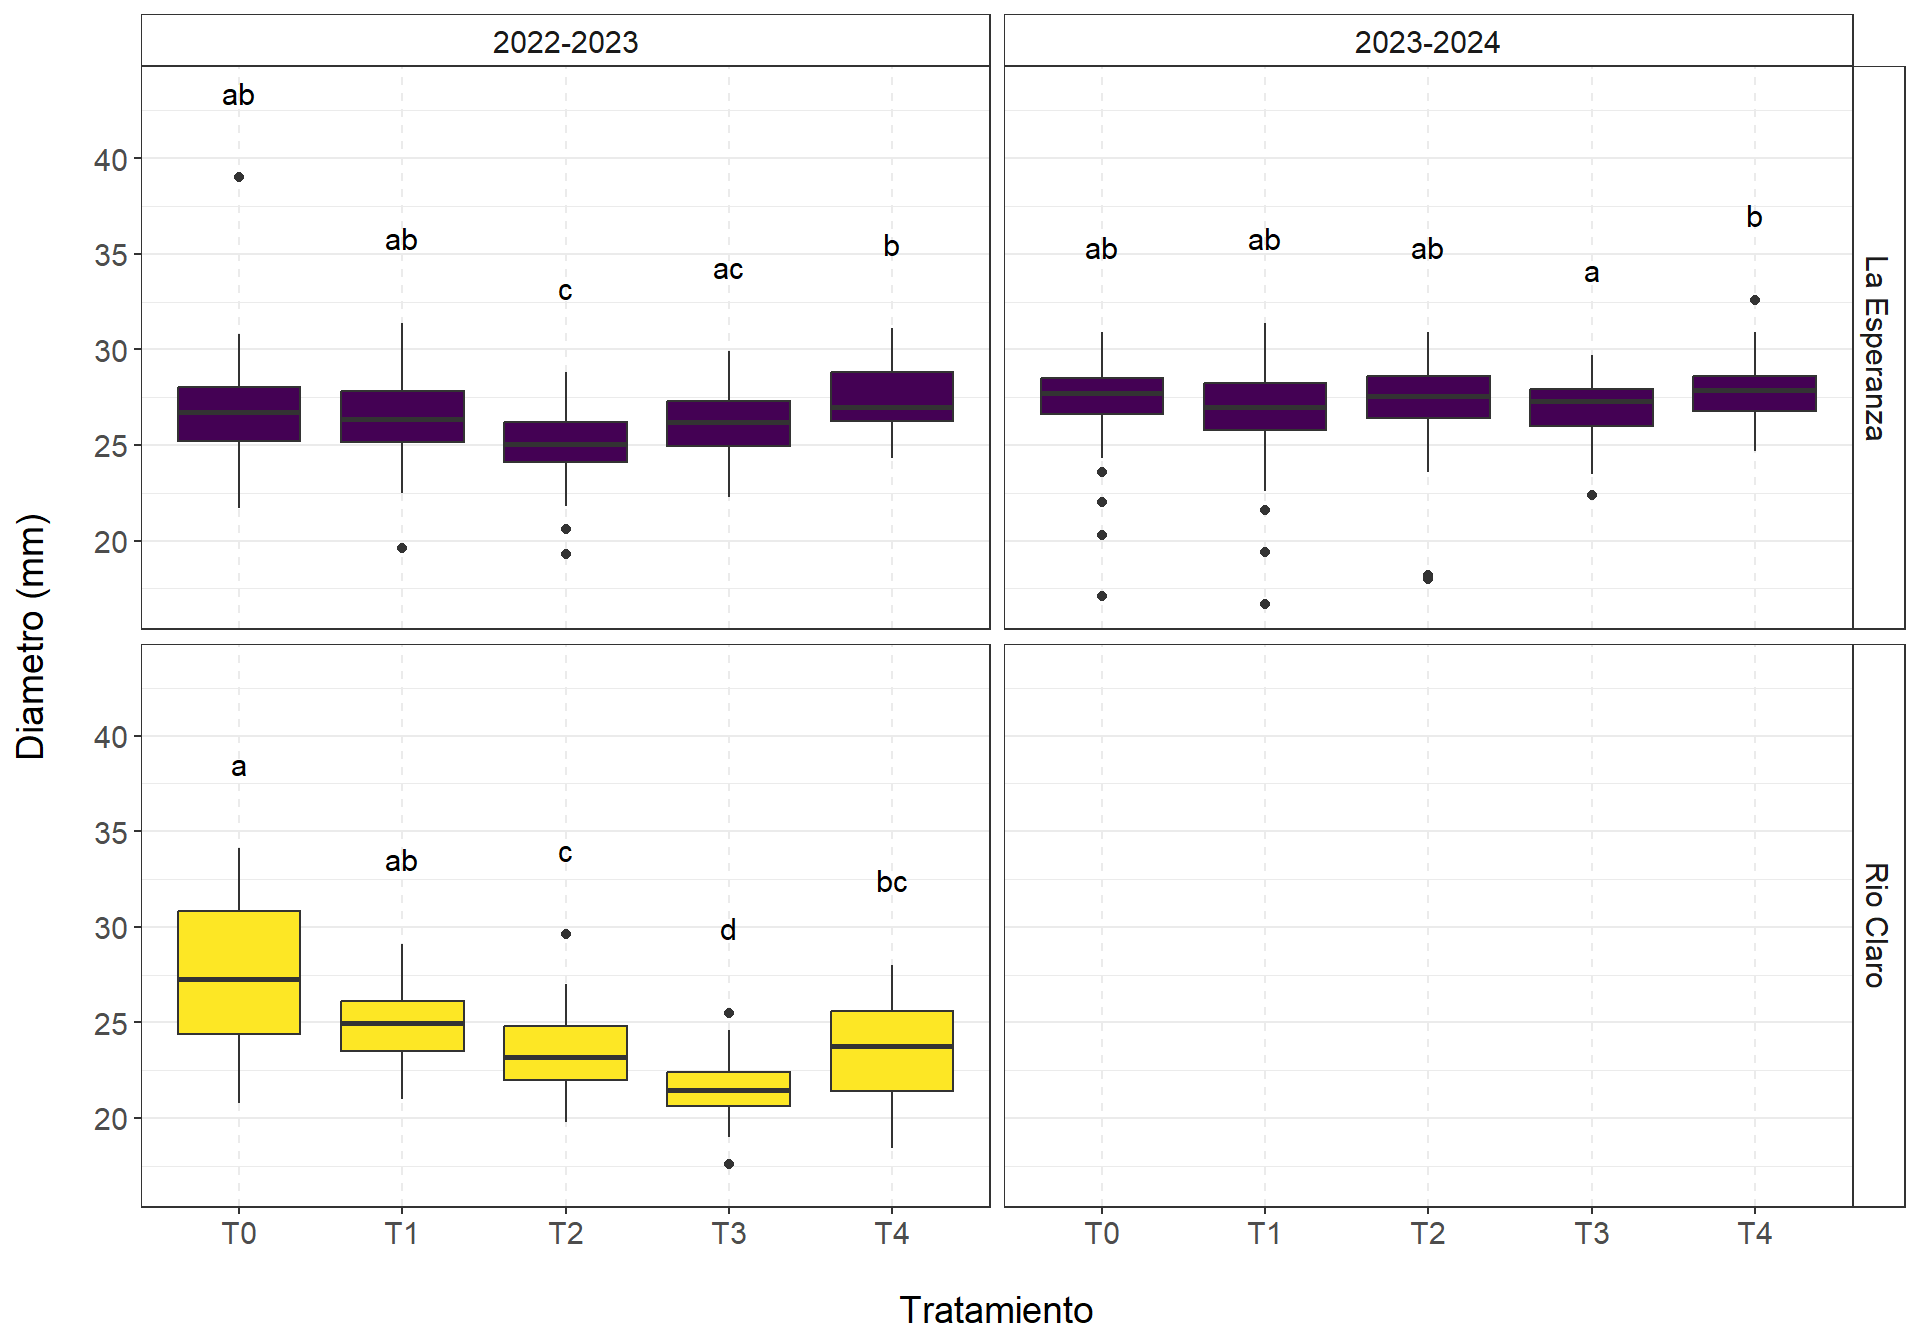 2022-2023
2023-2024
ab
ab
c
ac
b
ab
ab
ab
a
b
40
35
30
25
20
La Esperanza
Diametro (mm)
a
ab
c
d
bc
40
35
30
25
20
Rio Claro
T0
T1
T2
T3
T4
T0
T1
T2
T3
T4
Tratamiento